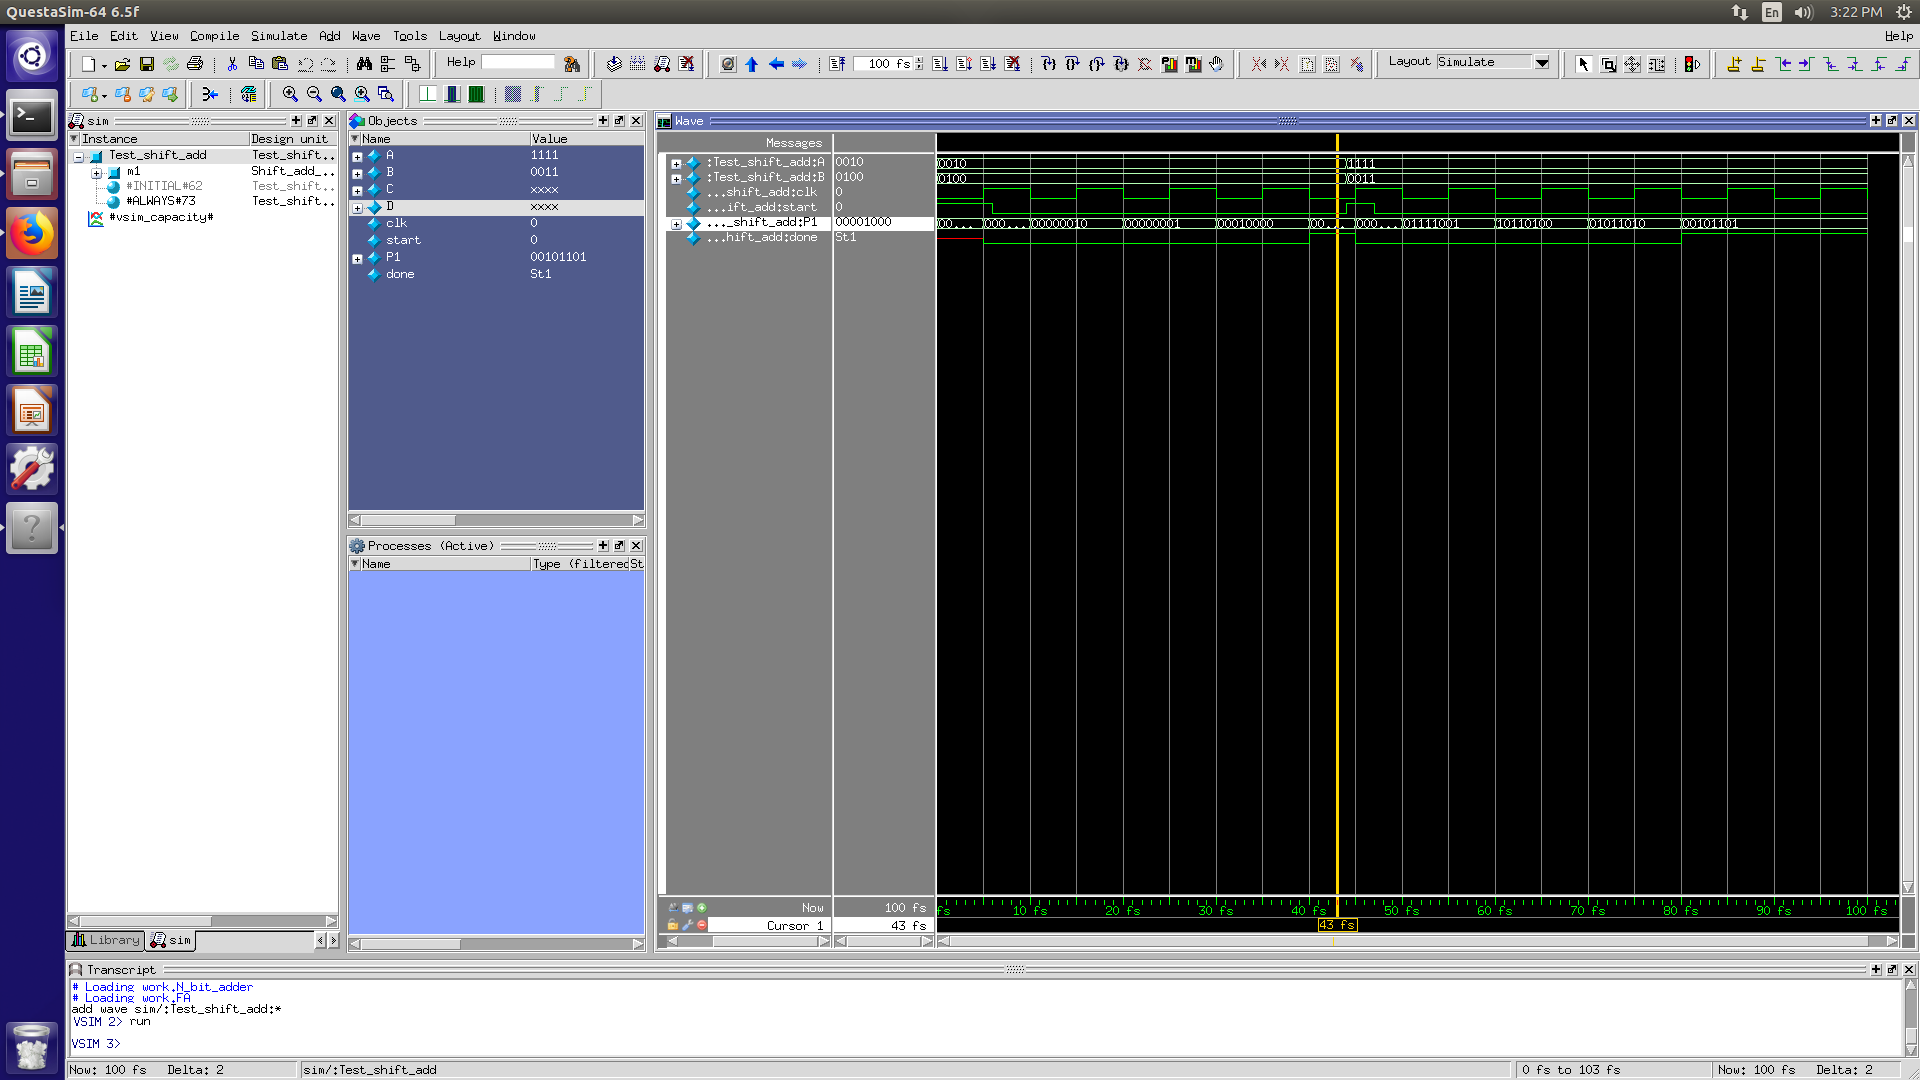 QuestaSim-64 6.5f
En 3:22 PM
File Edit View Compile Simulate Add Wave Tools Layout Window Help
Help 100 fs Layout Simulate
sim
Instance Design unit
Test_shift_add Test_shift..
m1 Shift_add_..
#INITIAL#62 Test_shift..
#ALWAYS#73 Test_shift..
#vsim_capacity#
Library sim
Objects
Name Value
A 1111
B 0011
C xxxx
D xxxx
clk 0
start 0
P1 00101101
done St1
Processes (Active)
Name Type (filtered St
Wave
Messages
:Test_shift_add:A 0010 0010 1111
:Test_shift_add:B 0100 0100 0011
...shift_add:clk 0
...ift_add:start 0
..._shift_add:P1 00001000 00... 000... 00000010 00000001 00010000 00... 000... 01111001 10110100 01011010 00101101
...hift_add:done St1
Now 100 fs fs 10 fs 20 fs 30 fs 40 fs 50 fs 60 fs 70 fs 80 fs 90 fs 100 fs
Cursor 1 43 fs 43 fs
Transcript
# Loading work.N_bit_adder
# Loading work.FA
add wave sim/:Test_shift_add:*
VSIM 2> run
VSIM 3>
Now: 100 fs Delta: 2 sim/:Test_shift_add 0 fs to 103 fs Now: 100 fs Delta: 2